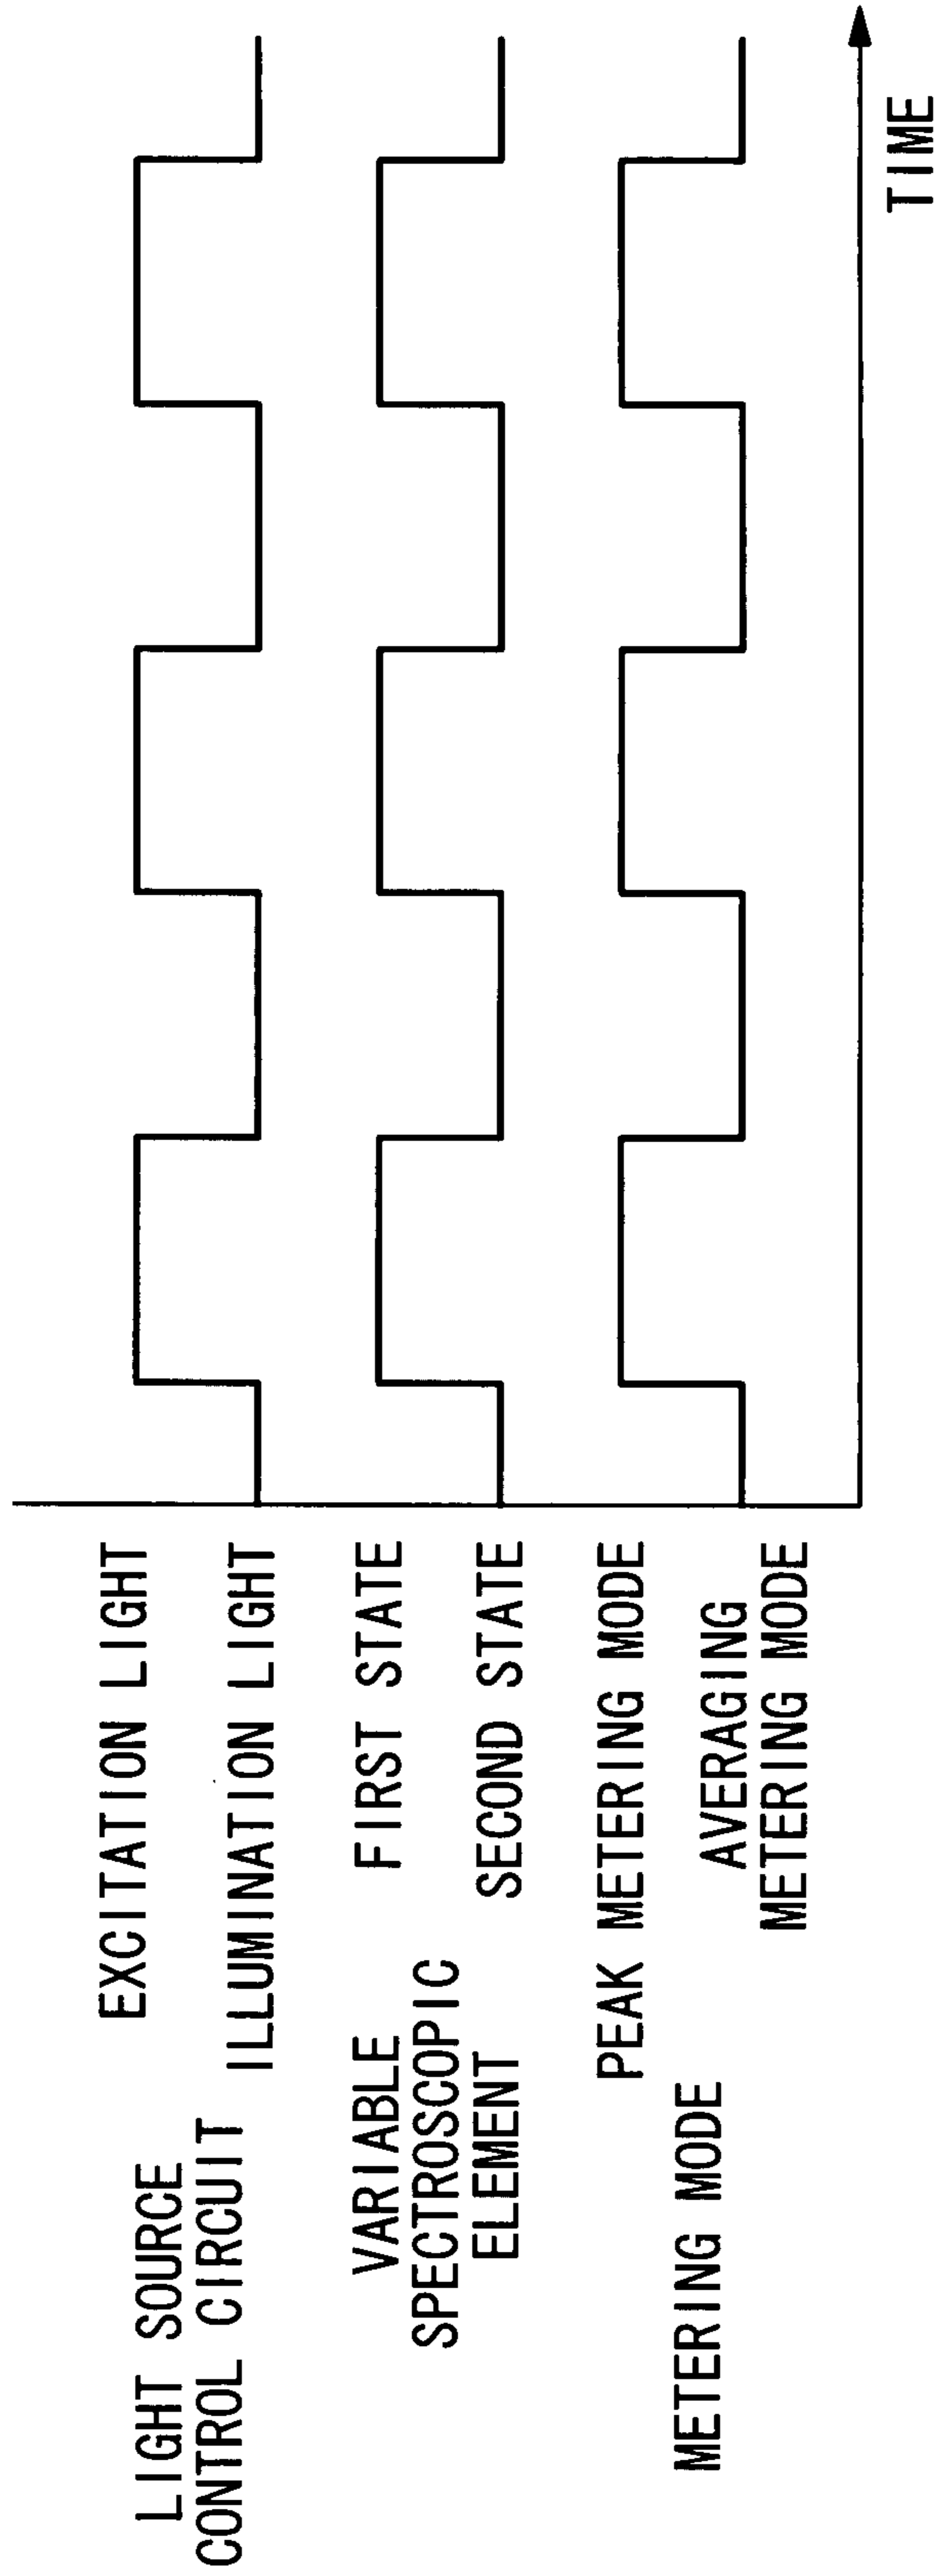 LIGHT SOURCE
CONTROL CIRCUIT
EXCITATION LIGHT
ILLUMINATION LIGHT
VARIABLE
SPECTROSCOPIC
ELEMENT
FIRST STATE
SECOND STATE
METERING MODE
PEAK METERING MODE
AVERAGING
METERING MODE
TIME